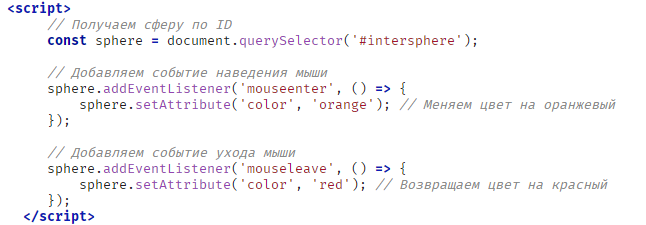 <script>
// Получаем сферу по ID
const sphere = document.querySelector('#intersphere');
// Добавляем событие наведения мыши
sphere.addEventListener('mouseenter', () => {
sphere.setAttribute('color', 'orange'); // Меняем цвет на оранжевый
});
// Добавляем событие ухода мыши
sphere.addEventListener('mouseleave', () => {
sphere.setAttribute('color', 'red'); // Возвращаем цвет на красный
});
</script>